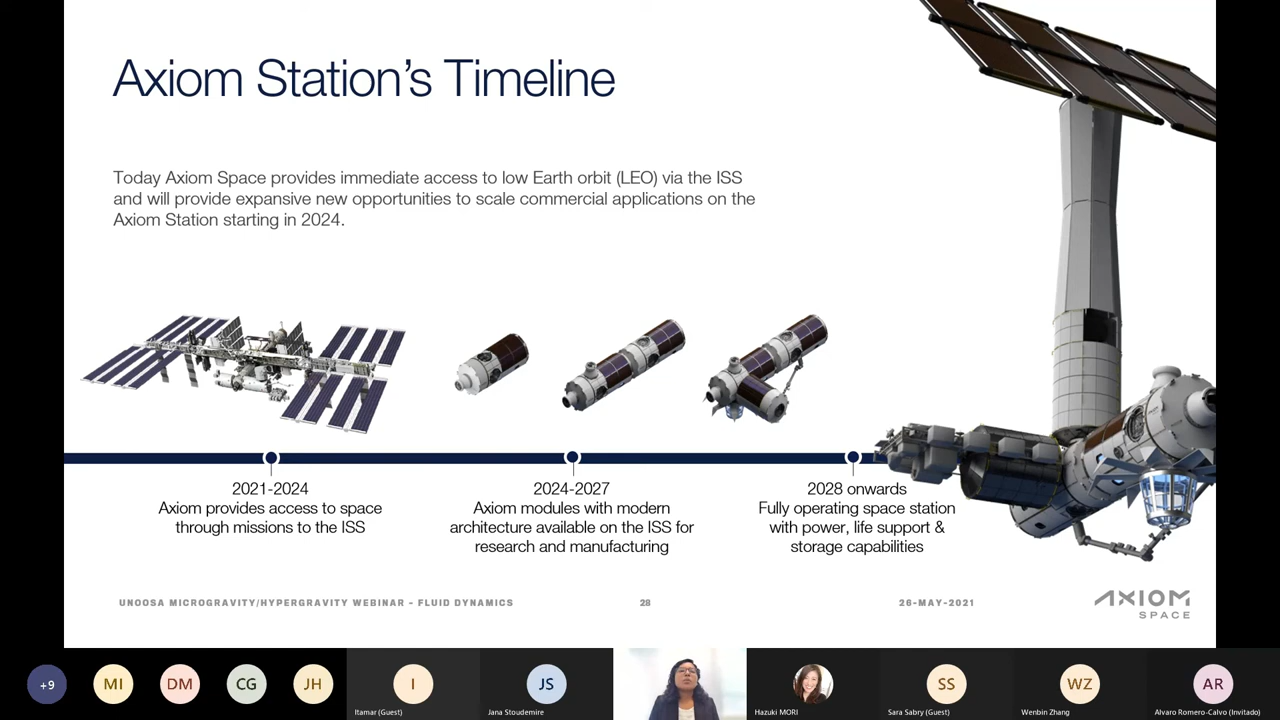 Axiom Station's Timeline
Today Axiom Space provides immediate access to low Earth orbit (LEO) via the ISS
and will provide expansive new opportunities to scale commercial applications on the
Axiom Station starting in 2024.
2021-2024
Axiom provides access to space
through missions to the ISS
2024-2027
Axiom modules with modern
architecture available on the ISS for
research and manufacturing
2028 onwards
Fully operating space station
with power, life support &
storage capabilities
UNOOSA MICROGRAVITY/HYPERGRAVITY WEBINAR - FLUID DYNAMICS
28
26-MAY-2021
AXIOM
SPACE
+9
MI
DM
CG
JH
I
JS
SS
WZ
AR
Itamar (Guest)
Jana Stoudemire
Hazuki MORI
Sara Sabry (Guest)
Wenbin Zhang
Alvaro Romero-Calvo (Invitado)